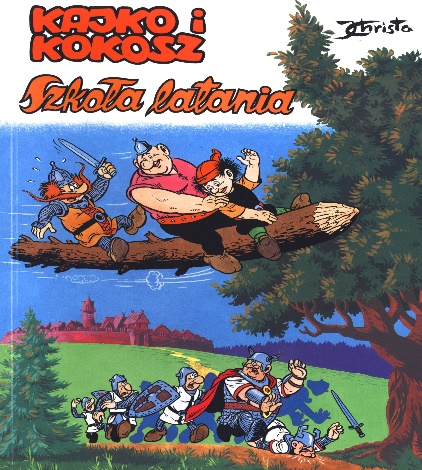 KAJKO i
KOKOSZ
Christa
Szkoła latania